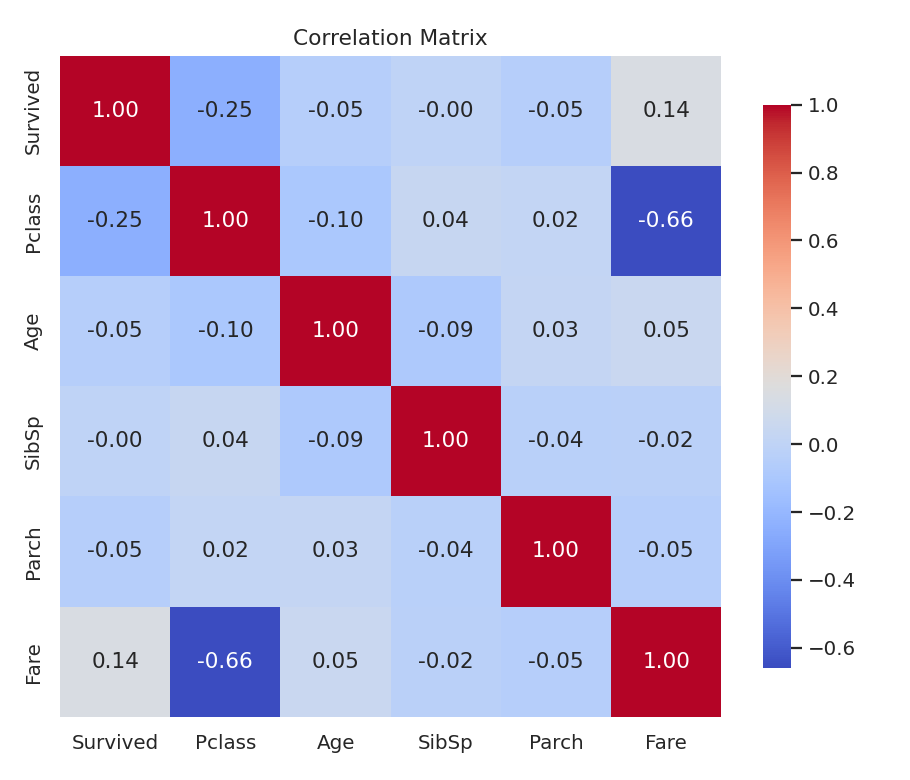 Correlation Matrix
Survived 1.00 -0.25 -0.05 -0.00 -0.05 0.14
Pclass -0.25 1.00 -0.10 0.04 0.02 -0.66
Age -0.05 -0.10 1.00 -0.09 0.03 0.05
SibSp -0.00 0.04 -0.09 1.00 -0.04 -0.02
Parch -0.05 0.02 0.03 -0.04 1.00 -0.05
Fare 0.14 -0.66 0.05 -0.02 -0.05 1.00
Survived Pclass Age SibSp Parch Fare
1.0
0.8
0.6
0.4
0.2
0.0
−0.2
−0.4
−0.6